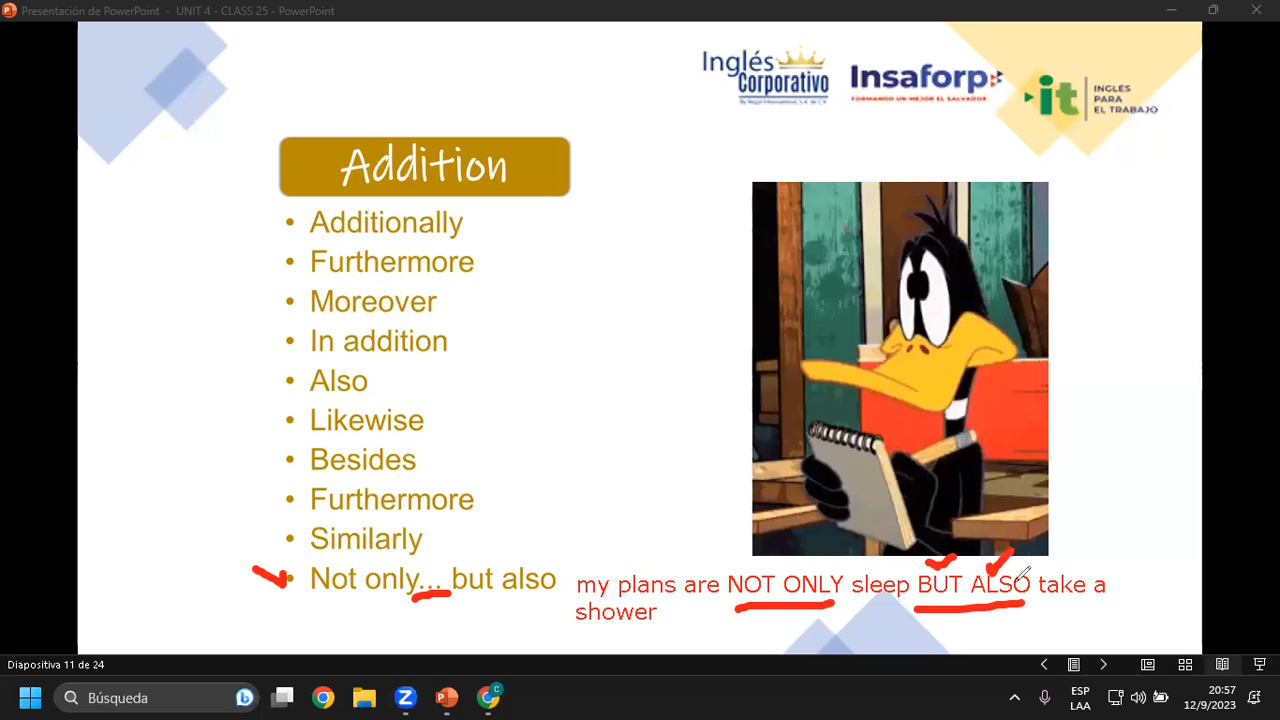 Presentación de PowerPoint - UNIT 4 - CLASS 25 - PowerPoint
Inglés
Corporativo
Insaforp
FORMANDO UN MEJOR EL SALVADOR
it
INGLÉS
PARA
EL TRABAJO
Addition
• Additionally
• Furthermore
• Moreover
• In addition
• Also
• Likewise
• Besides
• Furthermore
• Similarly
• Not only... but also
my plans are NOT ONLY sleep BUT ALSO take a
shower
Diapositiva 11 de 24
Búsqueda
ESP
LAA
20:57
12/9/2023